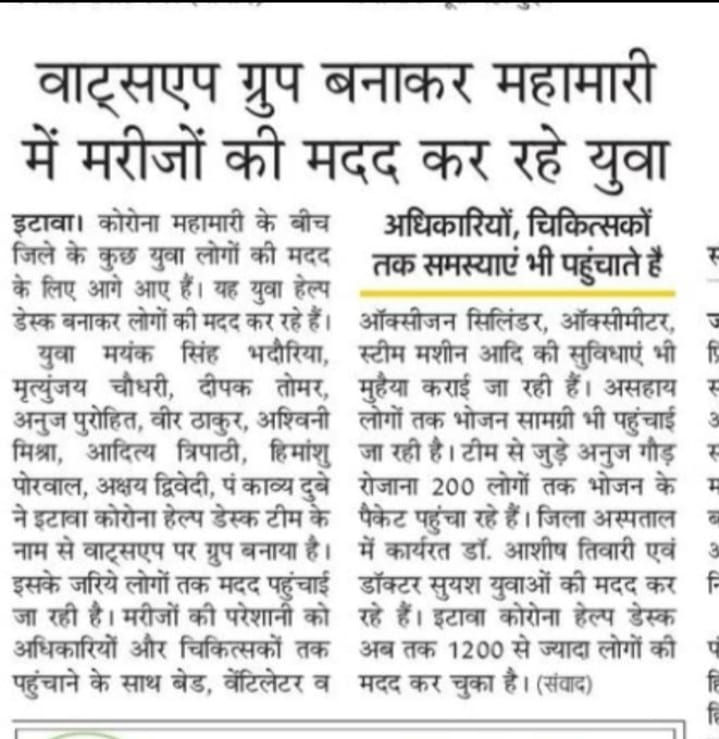 वाट्सएप ग्रुप बनाकर महामारी
में मरीजों की मदद कर रहे युवा
इटावा। कोरोना महामारी के बीच
जिले के कुछ युवा लोगों की मदद
के लिए आगे आए हैं। यह युवा हेल्प
डेस्क बनाकर लोगों की मदद कर रहे हैं।
युवा मयंक सिंह भदौरिया,
मृत्युंजय चौधरी, दीपक तोमर,
अनुज पुरोहित, वीर ठाकुर, अश्विनी
मिश्रा, आदित्य त्रिपाठी, हिमांशु
पोरवाल, अक्षय द्विवेदी, पं काव्य दुबे
ने इटावा कोरोना हेल्प डेस्क टीम के
नाम से वाट्सएप पर ग्रुप बनाया है।
इसके जरिये लोगों तक मदद पहुंचाई
जा रही है। मरीजों की परेशानी को
अधिकारियों और चिकित्सकों तक
पहुंचाने के साथ बेड, वेंटिलेटर व
अधिकारियों, चिकित्सकों
तक समस्याएं भी पहुंचाते है
ऑक्सीजन सिलिंडर, ऑक्सीमीटर,
स्टीम मशीन आदि की सुविधाएं भी
मुहैया कराई जा रही हैं। असहाय
लोगों तक भोजन सामग्री भी पहुंचाई
जा रही है। टीम से जुड़े अनुज गौड़
रोजाना 200 लोगों तक भोजन के
पैकेट पहुंचा रहे हैं। जिला अस्पताल
में कार्यरत डॉ. आशीष तिवारी एवं
डॉक्टर सुयश युवाओं की मदद कर
रहे हैं। इटावा कोरोना हेल्प डेस्क
अब तक 1200 से ज्यादा लोगों की
मदद कर चुका है। (संवाद)